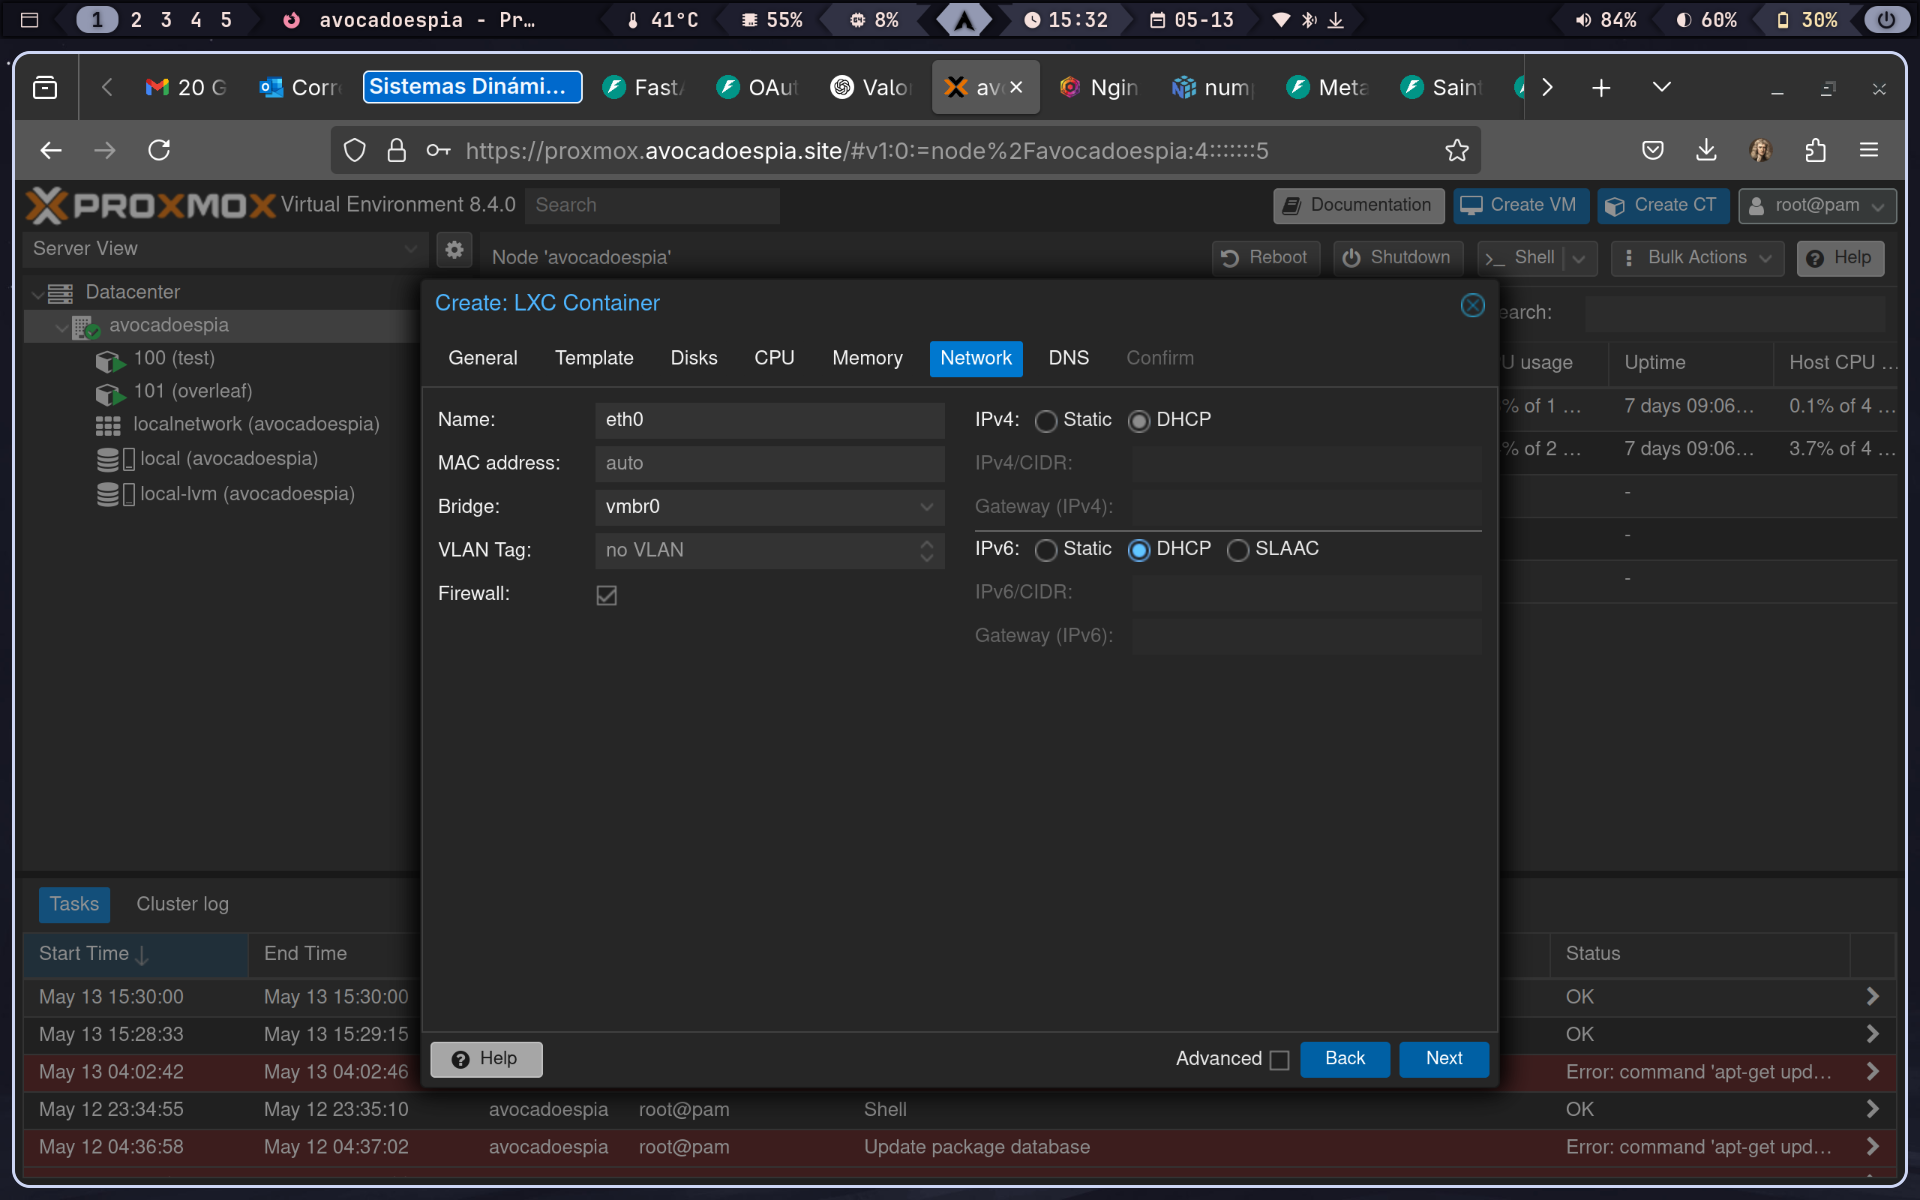 1 2 3 4 5 avocadoespia - Pr… 41°C 55% 8% 15:32 05-13 84% 60% 30%
20 G Corre Sistemas Dinámi… FastA OAut Valor avo Ngin num Meta Saint
https://proxmox.avocadoespia.site/#v1:0:=node%2Favocadoespia:4:::::::5
PROXMOX Virtual Environment 8.4.0 Search Documentation Create VM Create CT root@pam
Server View Node 'avocadoespia' Reboot Shutdown >_ Shell Bulk Actions Help
Datacenter
avocadoespia
100 (test)
101 (overleaf)
localnetwork (avocadoespia)
local (avocadoespia)
local-lvm (avocadoespia)
earch:
U usage Uptime Host CPU …
% of 1 … 7 days 09:06… 0.1% of 4 …
% of 2 … 7 days 09:06… 3.7% of 4 …
-
-
-
Create: LXC Container
General Template Disks CPU Memory Network DNS Confirm
Name: eth0
MAC address: auto
Bridge: vmbr0
VLAN Tag: no VLAN
Firewall:
IPv4: Static DHCP
IPv4/CIDR:
Gateway (IPv4):
IPv6: Static DHCP SLAAC
IPv6/CIDR:
Gateway (IPv6):
Help Advanced Back Next
Tasks Cluster log
Start Time End Time Status
May 13 15:30:00 May 13 15:30:00 OK
May 13 15:28:33 May 13 15:29:15 OK
May 13 04:02:42 May 13 04:02:46 Error: command 'apt-get upd…
May 12 23:34:55 May 12 23:35:10 avocadoespia root@pam Shell OK
May 12 04:36:58 May 12 04:37:02 avocadoespia root@pam Update package database Error: command 'apt-get upd…